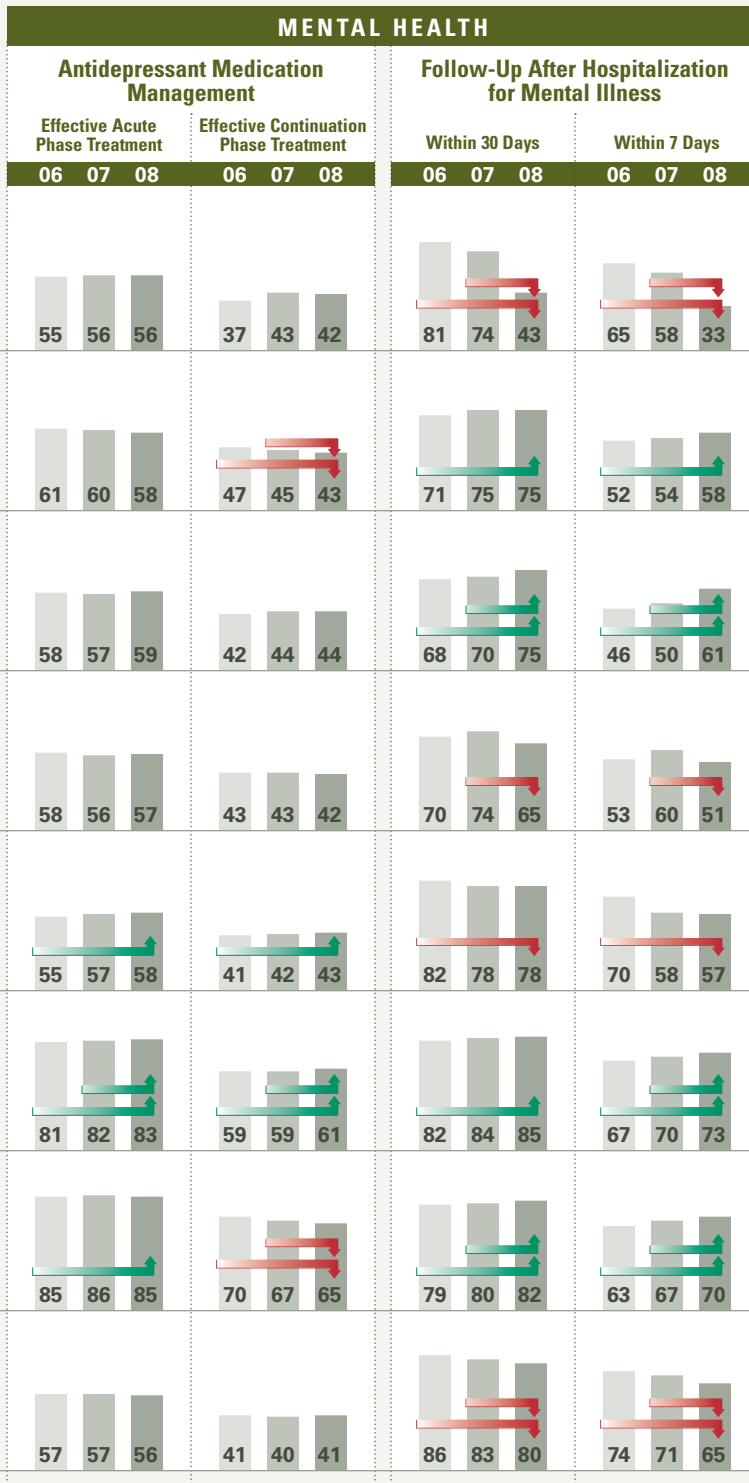 MENTAL HEALTH
Antidepressant Medication
Management
Follow-Up After Hospitalization
for Mental Illness
Effective Acute
Phase Treatment
Effective Continuation
Phase Treatment
Within 30 Days
Within 7 Days
06 07 08 06 07 08 06 07 08 06 07 08
55 56 56 37 43 42 81 74 43 65 58 33
61 60 58 47 45 43 71 75 75 52 54 58
58 57 59 42 44 44 68 70 75 46 50 61
58 56 57 43 43 42 70 74 65 53 60 51
55 57 58 41 42 43 82 78 78 70 58 57
81 82 83 59 59 61 82 84 85 67 70 73
85 86 85 70 67 65 79 80 82 63 67 70
57 57 56 41 40 41 86 83 80 74 71 65